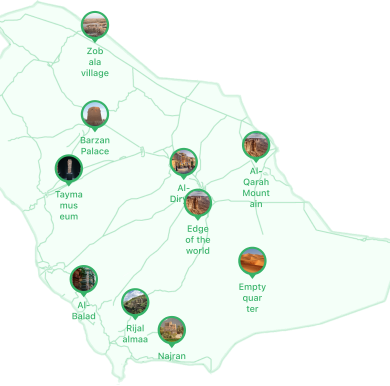 Zob
ala
village
Barzan
Palace
Tayma
mus
eum
Al-
Qarah
Mount
ain
Al-
Edge
of the
world
Empty
quar
ter
Al-
Balad
Rijal
almaa
Najran